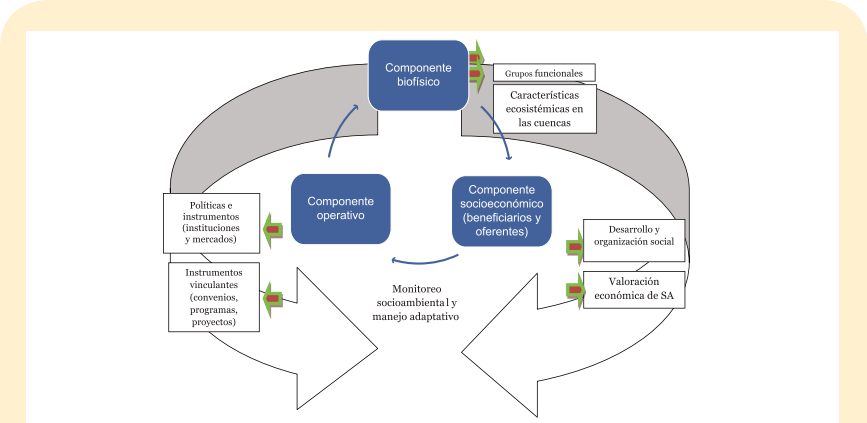 Componente
biofísico
Grupos funcionales
Características
ecosistémicas en
las cuencas
Componente
operativo
Componente
socioeconómico
(beneficiarios y
oferentes)
Políticas e
instrumentos
(instituciones
y mercados)
Instrumentos
vinculantes
(convenios,
programas,
proyectos)
Desarrollo y
organización social
Valoración
económica de SA
Monitoreo
socioambiental y
manejo adaptativo